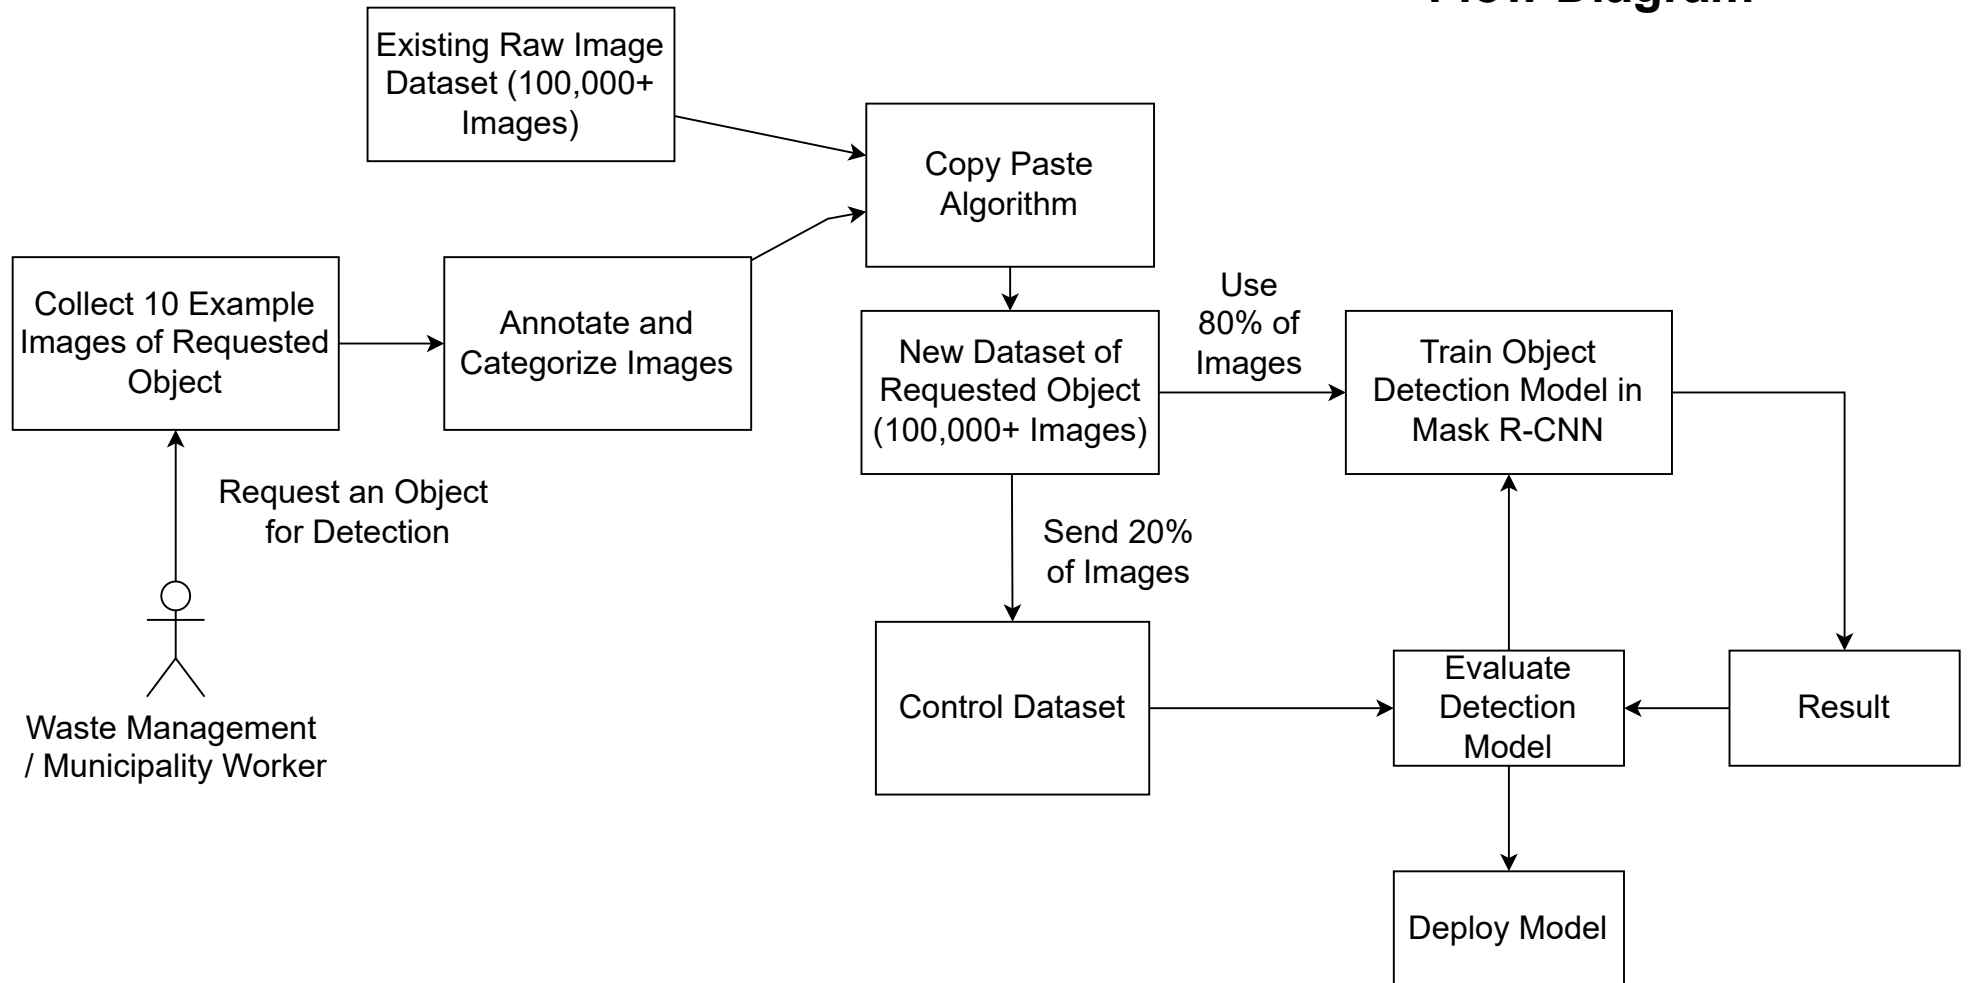 Flow Diagram
Existing Raw Image
Dataset (100,000+
Images)
Copy Paste
Algorithm
Collect 10 Example
Images of Requested
Object
Annotate and
Categorize Images
New Dataset of
Requested Object
(100,000+ Images)
Use
80% of
Images
Train Object
Detection Model in
Mask R-CNN
Request an Object
for Detection
Send 20%
of Images
Waste Management
/ Municipality Worker
Control Dataset
Evaluate
Detection
Model
Result
Deploy Model